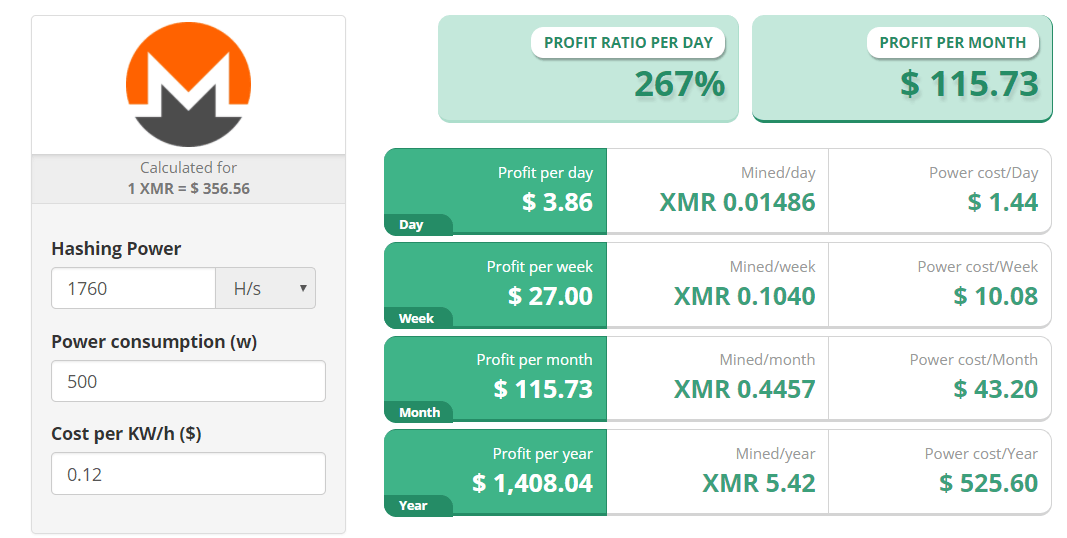 Calculated for
1 XMR = $ 356.56
Hashing Power
1760 H/s
Power consumption (w)
500
Cost per KW/h ($)
0.12
PROFIT RATIO PER DAY
267%
PROFIT PER MONTH
$ 115.73
Profit per day
$ 3.86
Day
Mined/day
XMR 0.01486
Power cost/Day
$ 1.44
Profit per week
$ 27.00
Week
Mined/week
XMR 0.1040
Power cost/Week
$ 10.08
Profit per month
$ 115.73
Month
Mined/month
XMR 0.4457
Power cost/Month
$ 43.20
Profit per year
$ 1,408.04
Year
Mined/year
XMR 5.42
Power cost/Year
$ 525.60